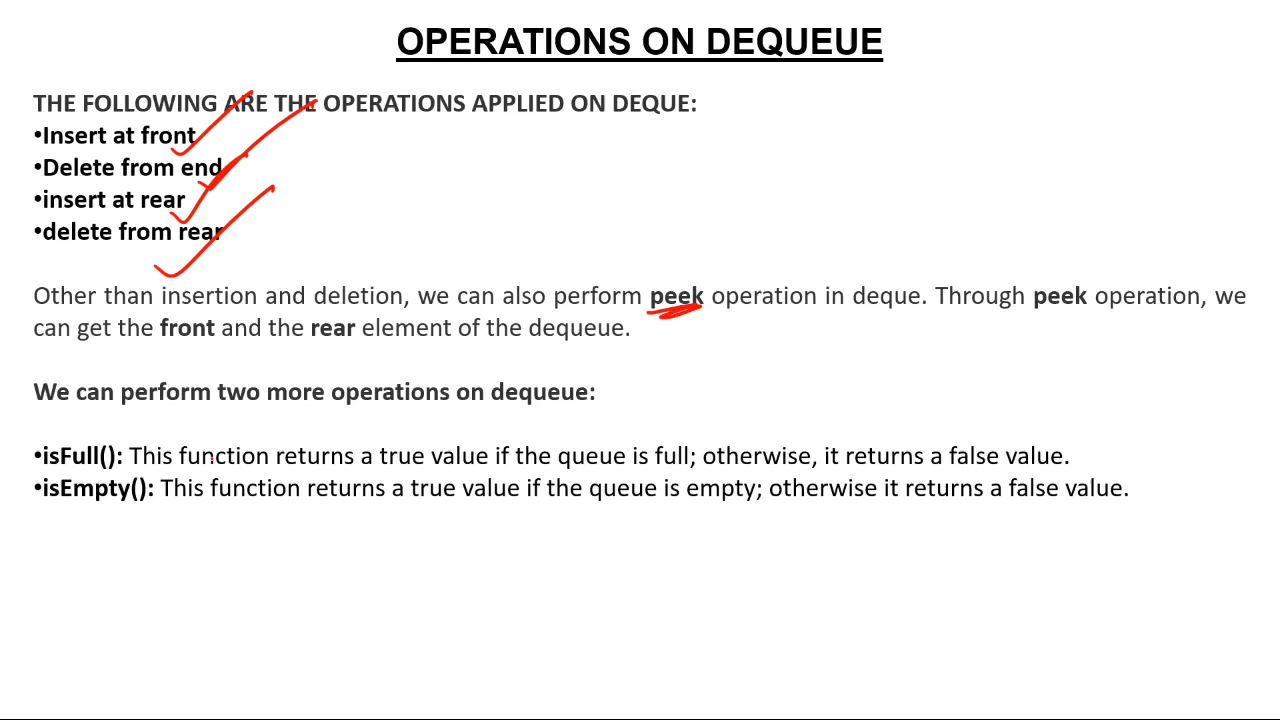 OPERATIONS ON DEQUEUE
THE FOLLOWING ARE THE OPERATIONS APPLIED ON DEQUE:
•Insert at front
•Delete from end
•insert at rear
•delete from rear
Other than insertion and deletion, we can also perform peek operation in deque. Through peek operation, we
can get the front and the rear element of the dequeue.
We can perform two more operations on dequeue:
•isFull(): This function returns a true value if the queue is full; otherwise, it returns a false value.
•isEmpty(): This function returns a true value if the queue is empty; otherwise it returns a false value.